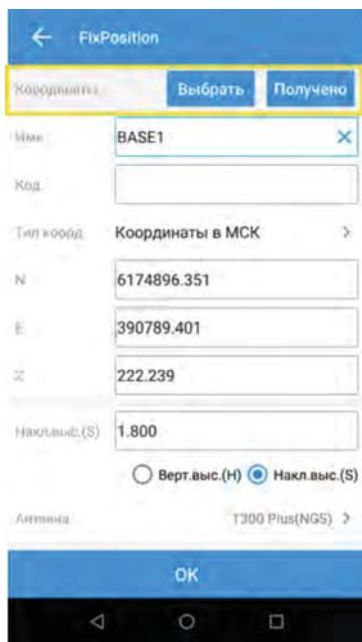 FixPosition
Координаты Выбрать Получено
Имя BASE1
Код
Тип коорд. Координаты в МСК
N 6174896.351
E 390789.401
Z 222.239
Накл.выс.(S) 1.800
Верт.выс.(H) Накл.выс.(S)
Антенна T300 Plus(NGS)
OK